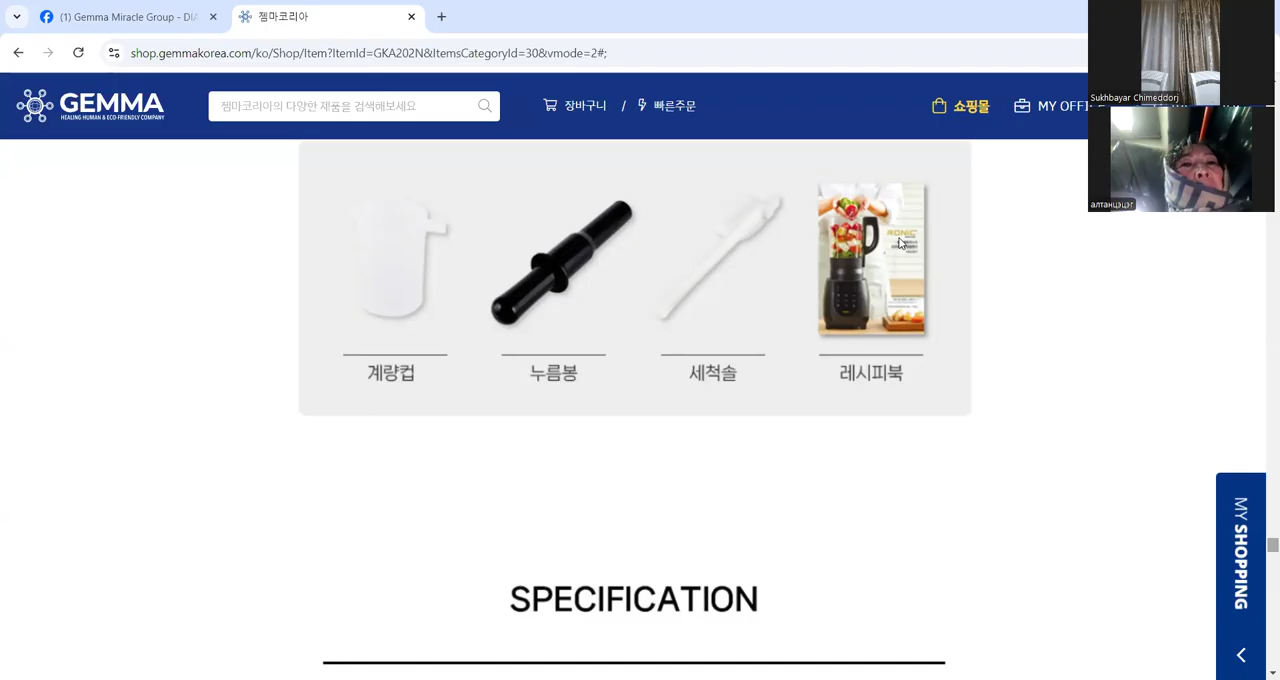 (1) Gemma Miracle Group - DIA
젬마코리아
shop.gemmakorea.com/ko/Shop/Item?ItemId=GKA202N&ItemsCategoryId=30&vmode=2#;
GEMMA
HEALING HUMAN & ECO-FRIENDLY COMPANY
젬마코리아의 다양한 제품을 검색해보세요
장바구니 / 빠른주문
쇼핑몰
MY OFFI
Sukhbayar Chimeddorj
алтанцэцэг
RONIC
계량컵
누름봉
세척솔
레시피북
SPECIFICATION
MY SHOPPING